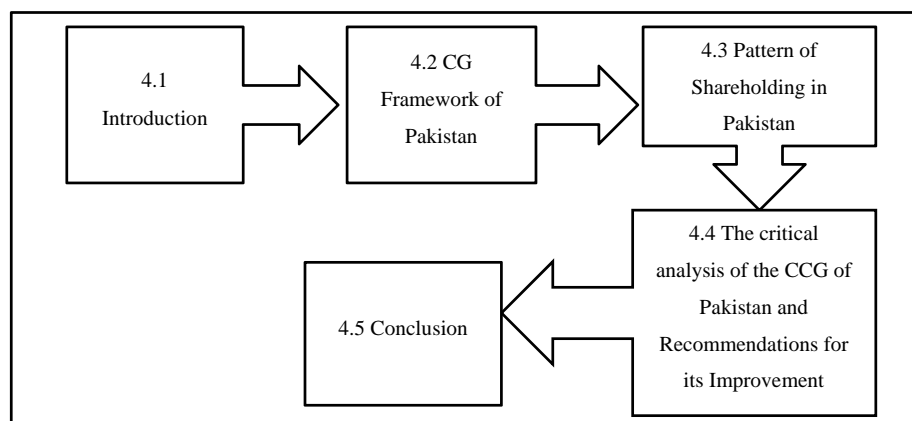 4.1
Introduction
4.2 CG
Framework of
Pakistan
4.3 Pattern of
Shareholding in
Pakistan
4.4 The critical
analysis of the CCG of
Pakistan and
Recommendations for
its Improvement
4.5 Conclusion